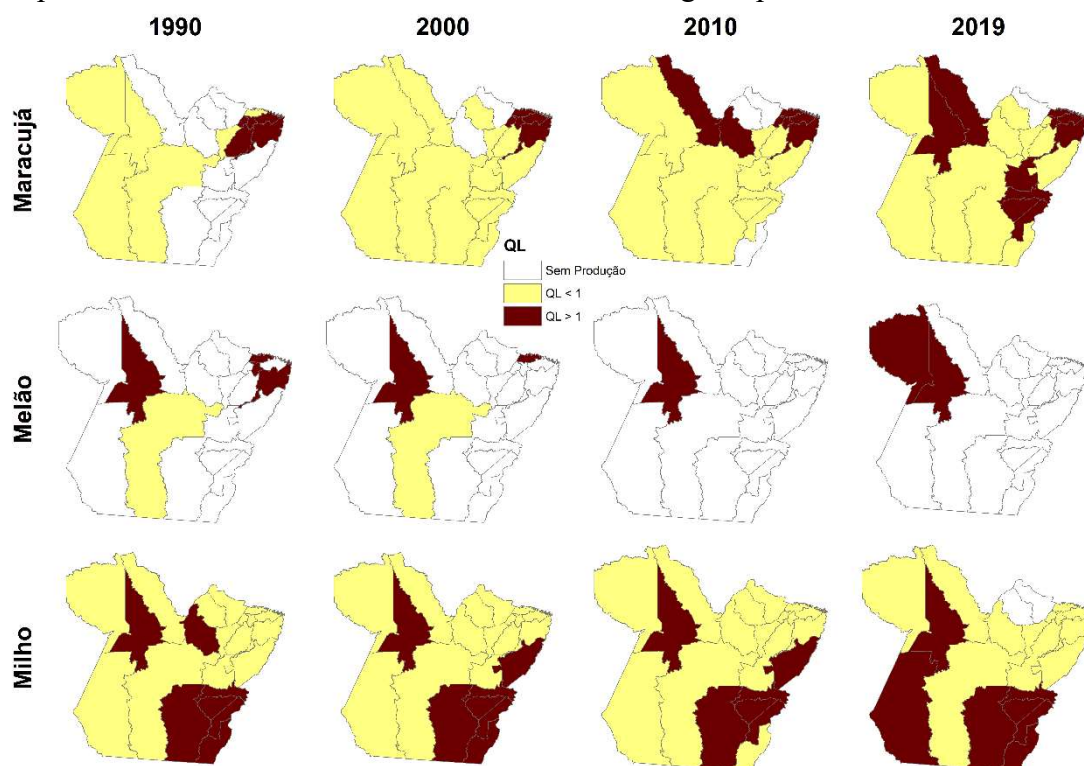 1990 2000 2010 2019
Maracujá
QL
Sem Produção
QL < 1
QL > 1
Melão
Milho